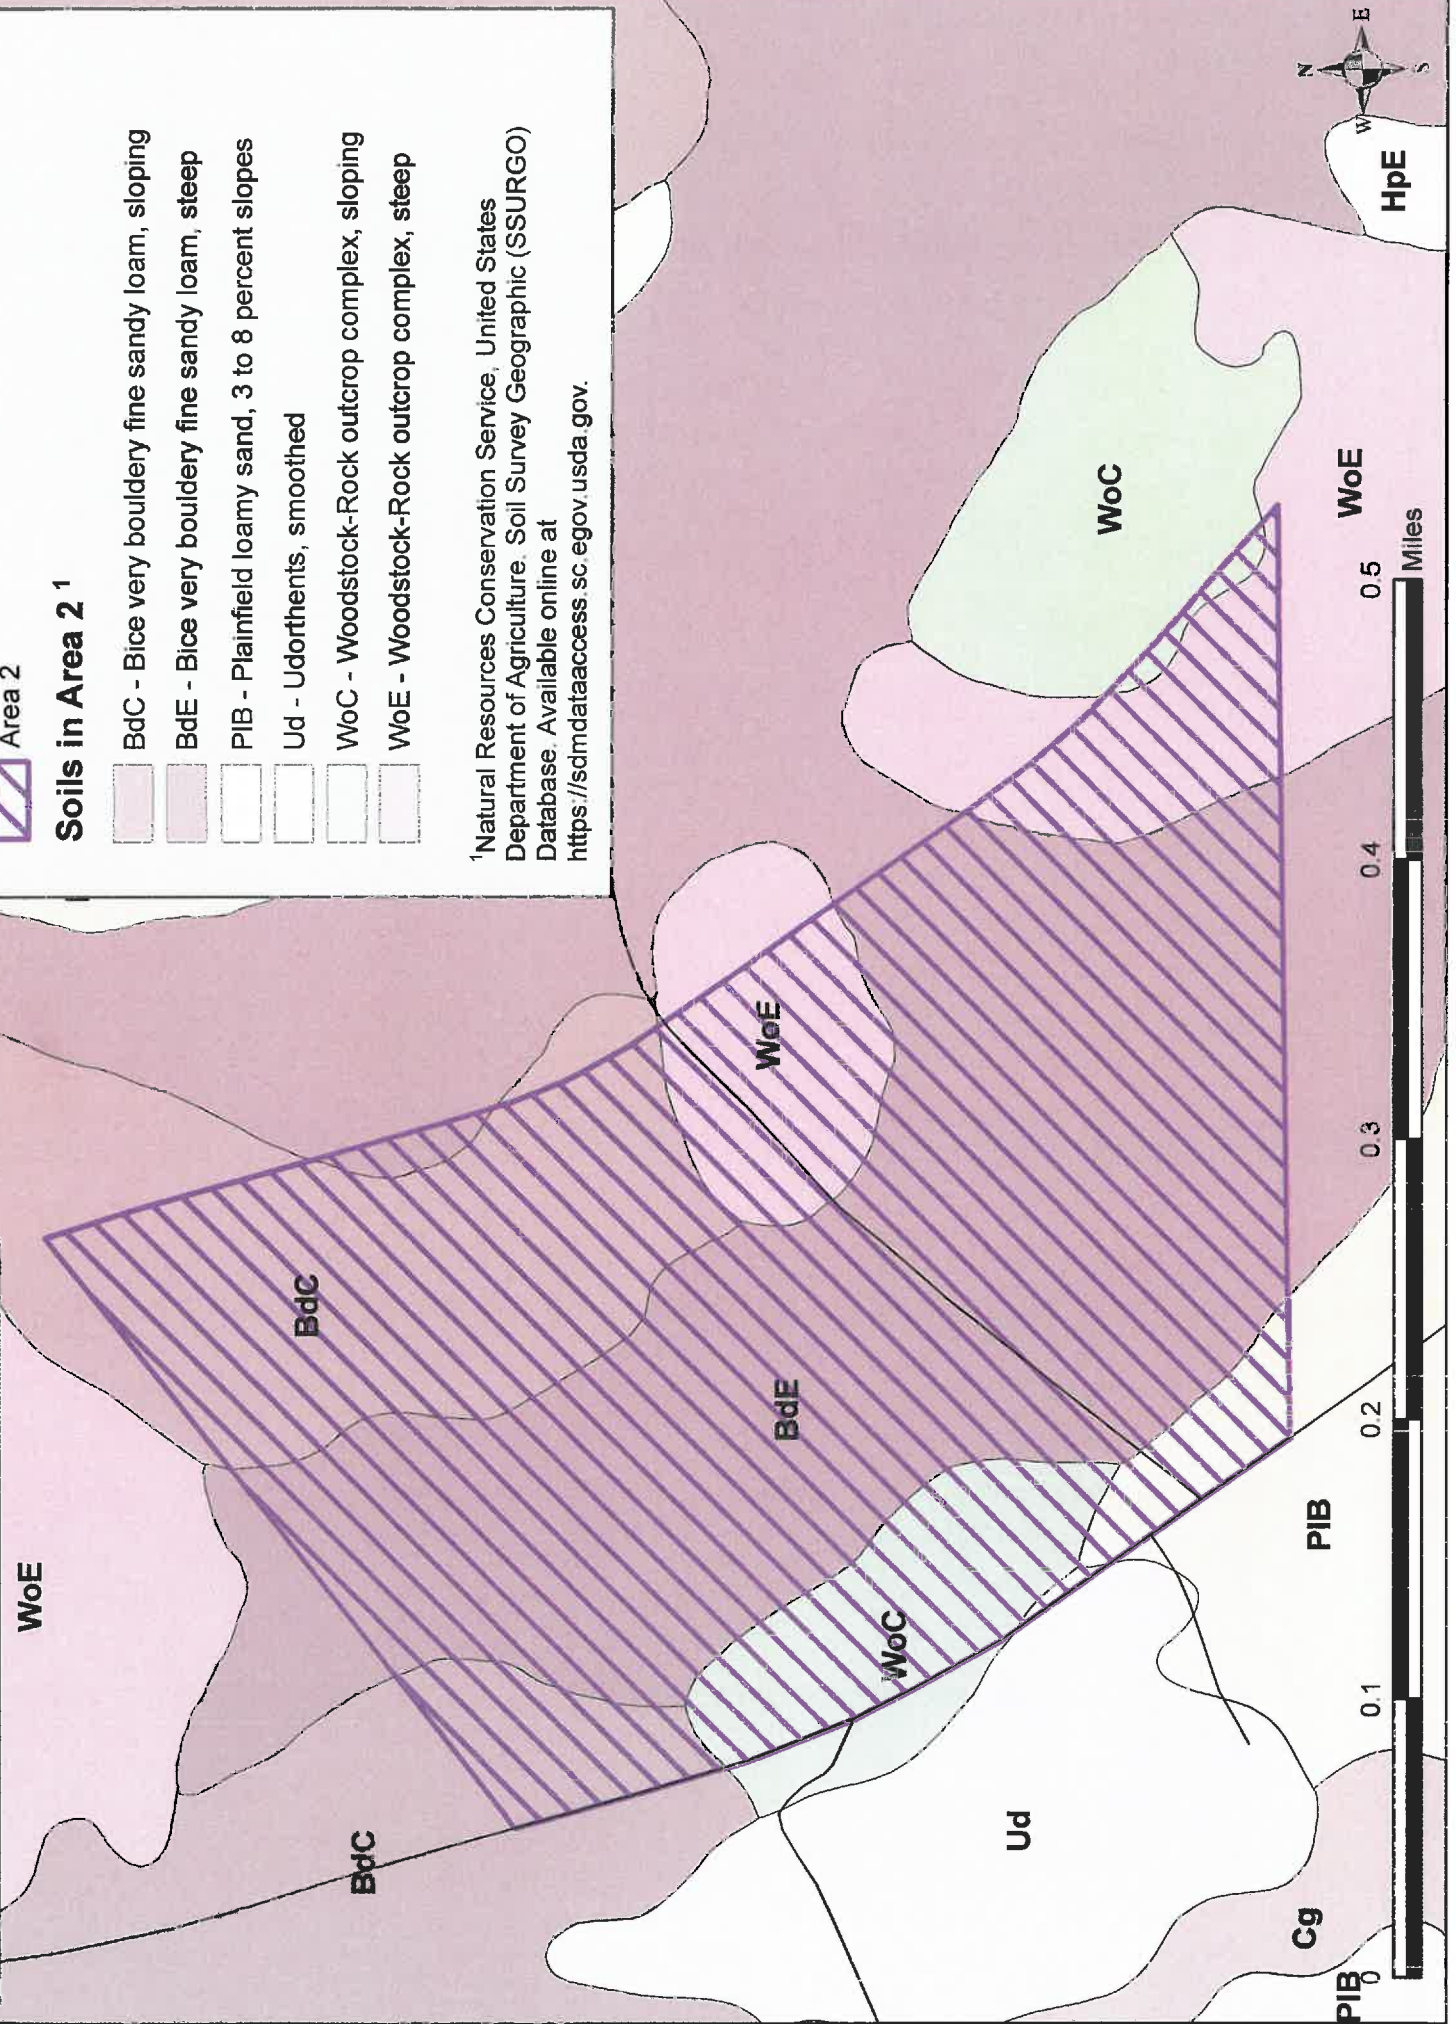 Area 2
Soils in Area 2 ¹
BdC - Bice very bouldery fine sandy loam, sloping
BdE - Bice very bouldery fine sandy loam, steep
PlB - Plainfield loamy sand, 3 to 8 percent slopes
Ud - Udorthents, smoothed
WoC - Woodstock-Rock outcrop complex, sloping
WoE - Woodstock-Rock outcrop complex, steep
¹Natural Resources Conservation Service, United States
Department of Agriculture. Soil Survey Geographic (SSURGO)
Database. Available online at
https://sdmdataaccess.sc.egov.usda.gov.
WoE
BdC
BdC
WoE
BdE
WoC
WoC
Ud
WoE
PlB
Cg
PlB
HpE
N
E
S
W
0
0.1
0.2
0.3
0.4
0.5
Miles